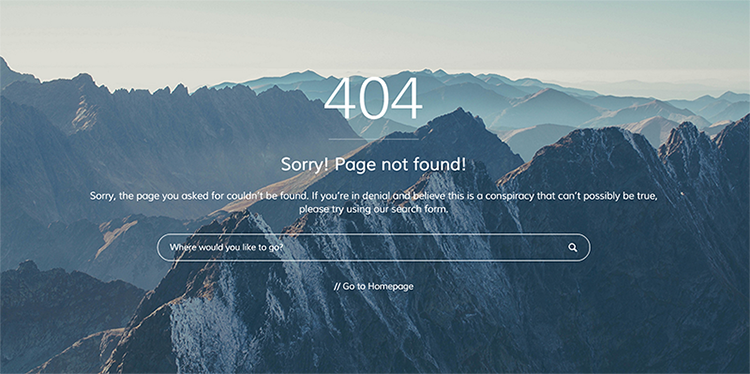 404
Sorry! Page not found!
Sorry, the page you asked for couldn't be found. If you're in denial and believe this is a conspiracy that can't possibly be true,
please try using our search form.
Where would you like to go?
// Go to Homepage